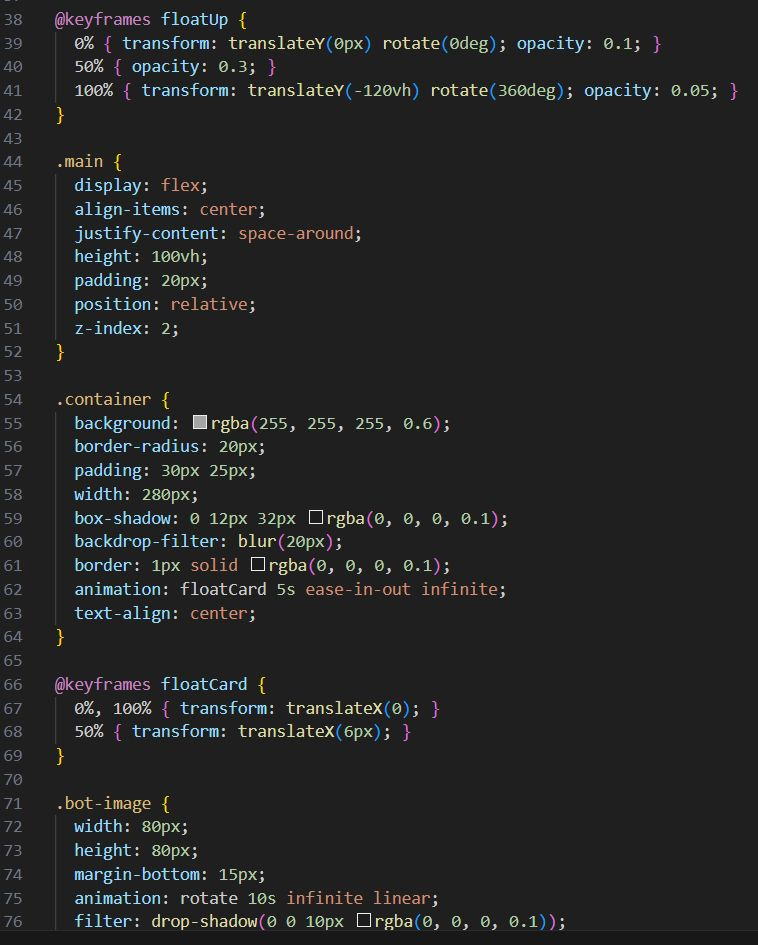 38 @keyframes floatUp {
39 0% { transform: translateY(0px) rotate(0deg); opacity: 0.1; }
40 50% { opacity: 0.3; }
41 100% { transform: translateY(-120vh) rotate(360deg); opacity: 0.05; }
42 }
43
44 .main {
45 display: flex;
46 align-items: center;
47 justify-content: space-around;
48 height: 100vh;
49 padding: 20px;
50 position: relative;
51 z-index: 2;
52 }
53
54 .container {
55 background: rgba(255, 255, 255, 0.6);
56 border-radius: 20px;
57 padding: 30px 25px;
58 width: 280px;
59 box-shadow: 0 12px 32px rgba(0, 0, 0, 0.1);
60 backdrop-filter: blur(20px);
61 border: 1px solid rgba(0, 0, 0, 0.1);
62 animation: floatCard 5s ease-in-out infinite;
63 text-align: center;
64 }
65
66 @keyframes floatCard {
67 0%, 100% { transform: translateX(0); }
68 50% { transform: translateX(6px); }
69 }
70
71 .bot-image {
72 width: 80px;
73 height: 80px;
74 margin-bottom: 15px;
75 animation: rotate 10s infinite linear;
76 filter: drop-shadow(0 0 10px rgba(0, 0, 0, 0.1));